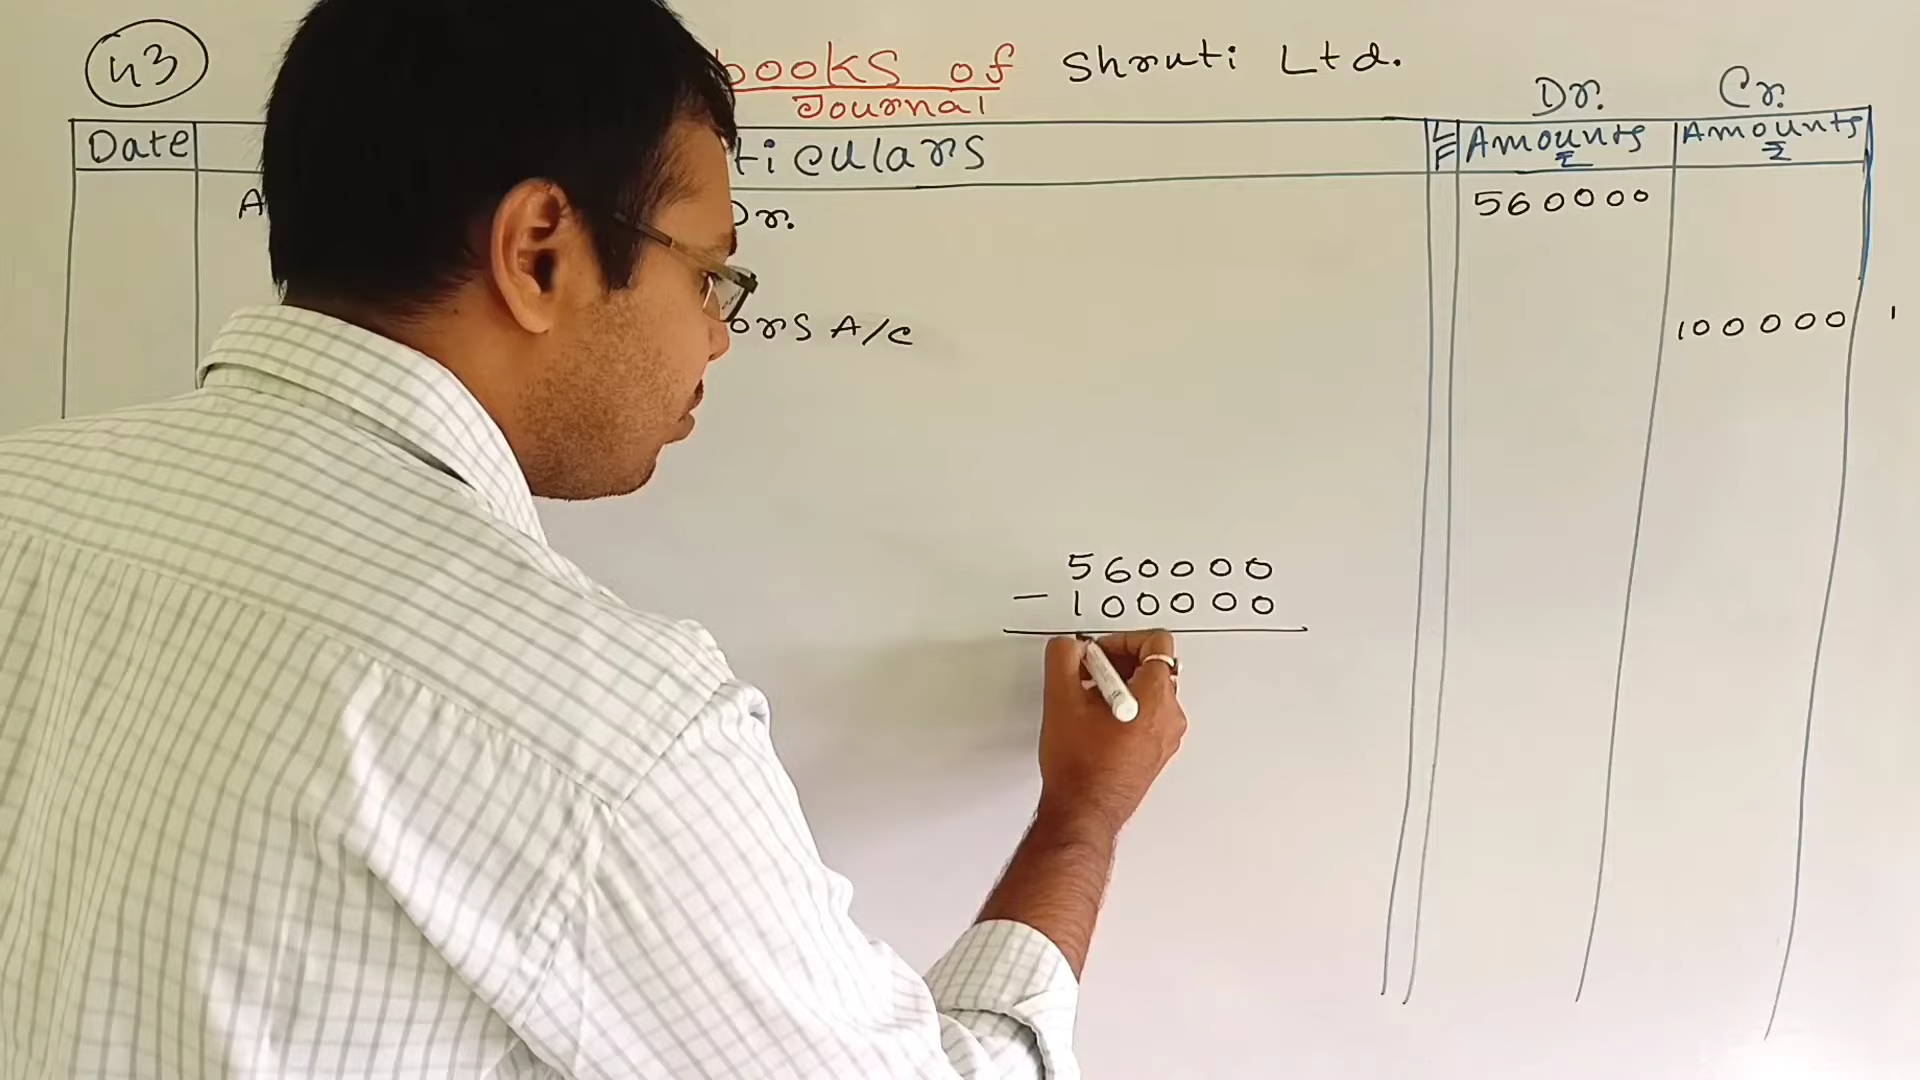 43
books of Shruti Ltd.
Journal
Dr. Cr.
Date ticulars LF Amounts ₹ Amounts ₹
A Dr. 560000
ors A/c 100000
560000
- 100000